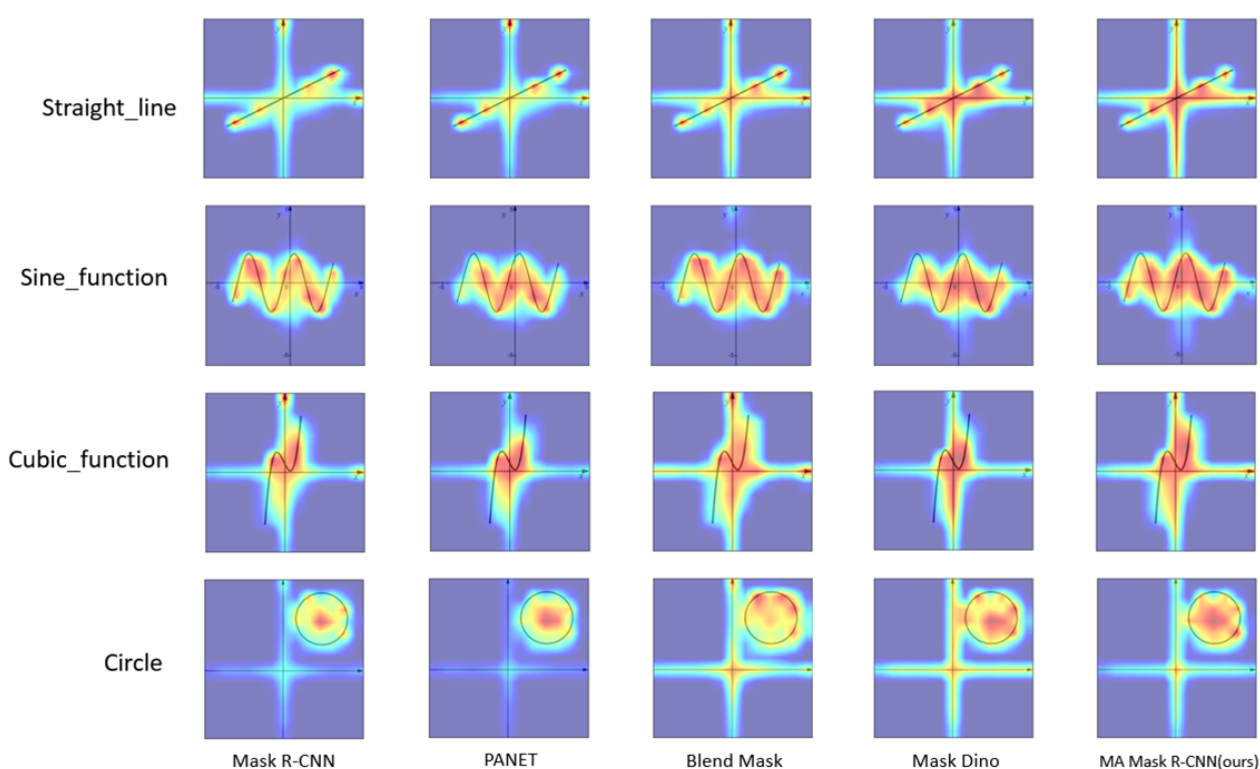 Straight_line
Sine_function
Cubic_function
Circle
Mask R-CNN
PANET
Blend Mask
Mask Dino
MA Mask R-CNN(ours)